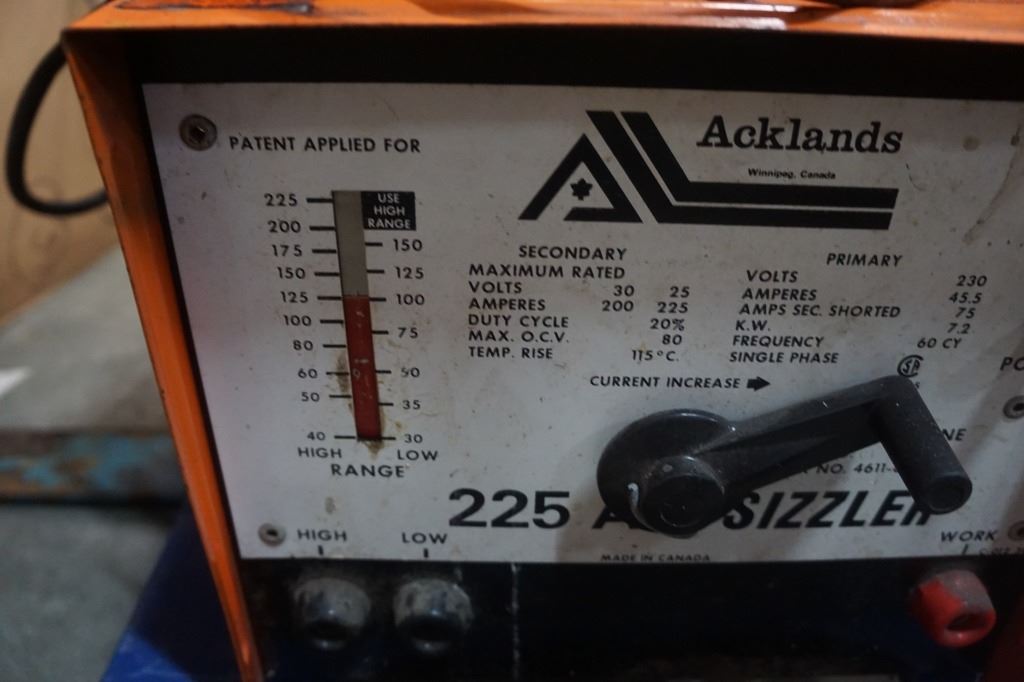 PATENT APPLIED FOR
Acklands
Winnipeg, Canada
225
USE
HIGH
RANGE
200
175
150
150
125
125
100
100
75
80
60
50
50
35
40
30
HIGH
LOW
RANGE
SECONDARY
MAXIMUM RATED
VOLTS 30 25
AMPERES 200 225
DUTY CYCLE 20%
MAX. O.C.V. 80
TEMP. RISE 115°C.
PRIMARY
VOLTS 230
AMPERES 45.5
AMPS SEC. SHORTED 75
K.W. 7.2
FREQUENCY 60 CY
SINGLE PHASE
CURRENT INCREASE
NO. 4611-
225 SIZZLER
MADE IN CANADA
HIGH
LOW
WORK